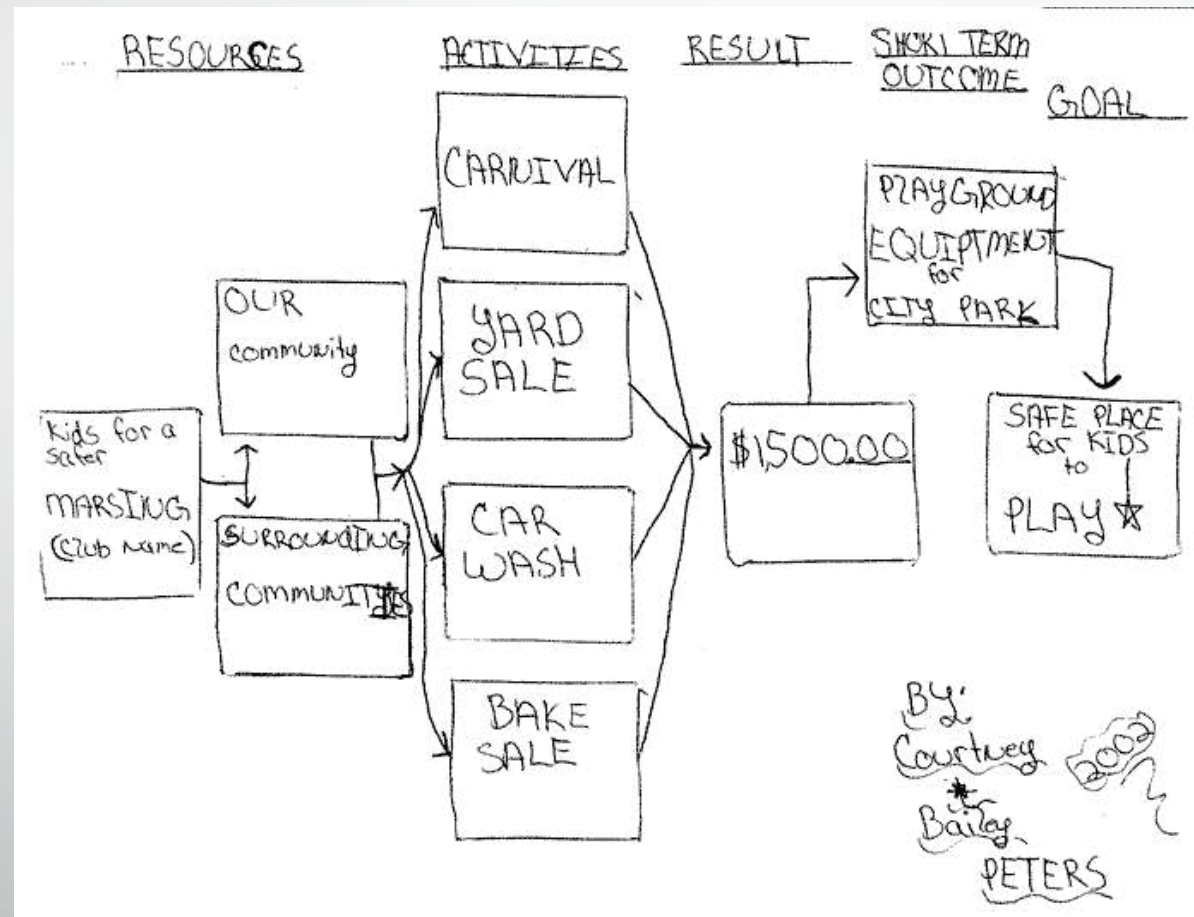 RESOURCES
ACTIVITIES
RESULT
SHORT TERM
OUTCOME
GOAL
Kids for a
safer
MARSING
(Club Name)
OUR
community
SURROUNDING
COMMUNITIES
CARNIVAL
YARD
SALE
CAR
WASH
BAKE
SALE
$1,500.00
PLAYGROUND
EQUIPTMENT
for
CITY PARK
SAFE PLACE
for KIDS
to
PLAY
BY:
Courtney
Bailey
PETERS
2002